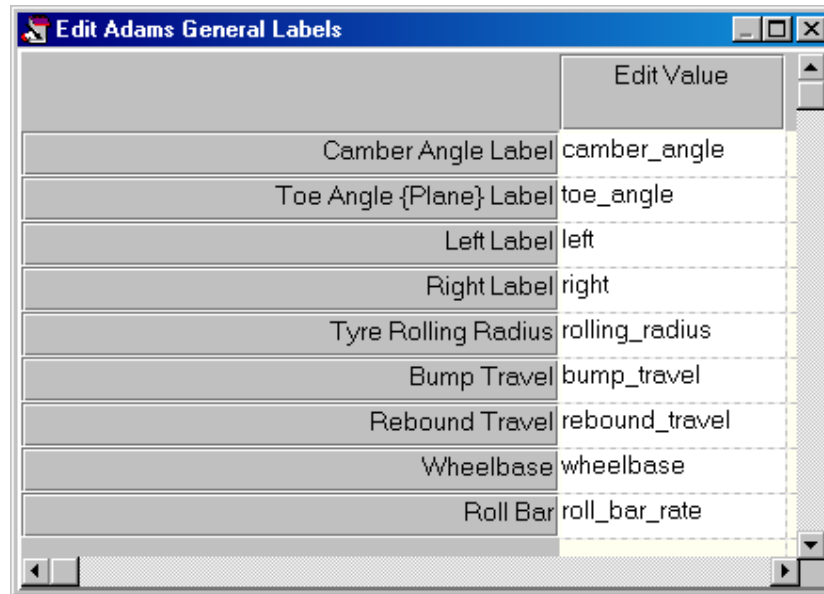 Edit Adams General Labels
Edit Value
Camber Angle Label camber_angle
Toe Angle {Plane} Label toe_angle
Left Label left
Right Label right
Tyre Rolling Radius rolling_radius
Bump Travel bump_travel
Rebound Travel rebound_travel
Wheelbase wheelbase
Roll Bar roll_bar_rate